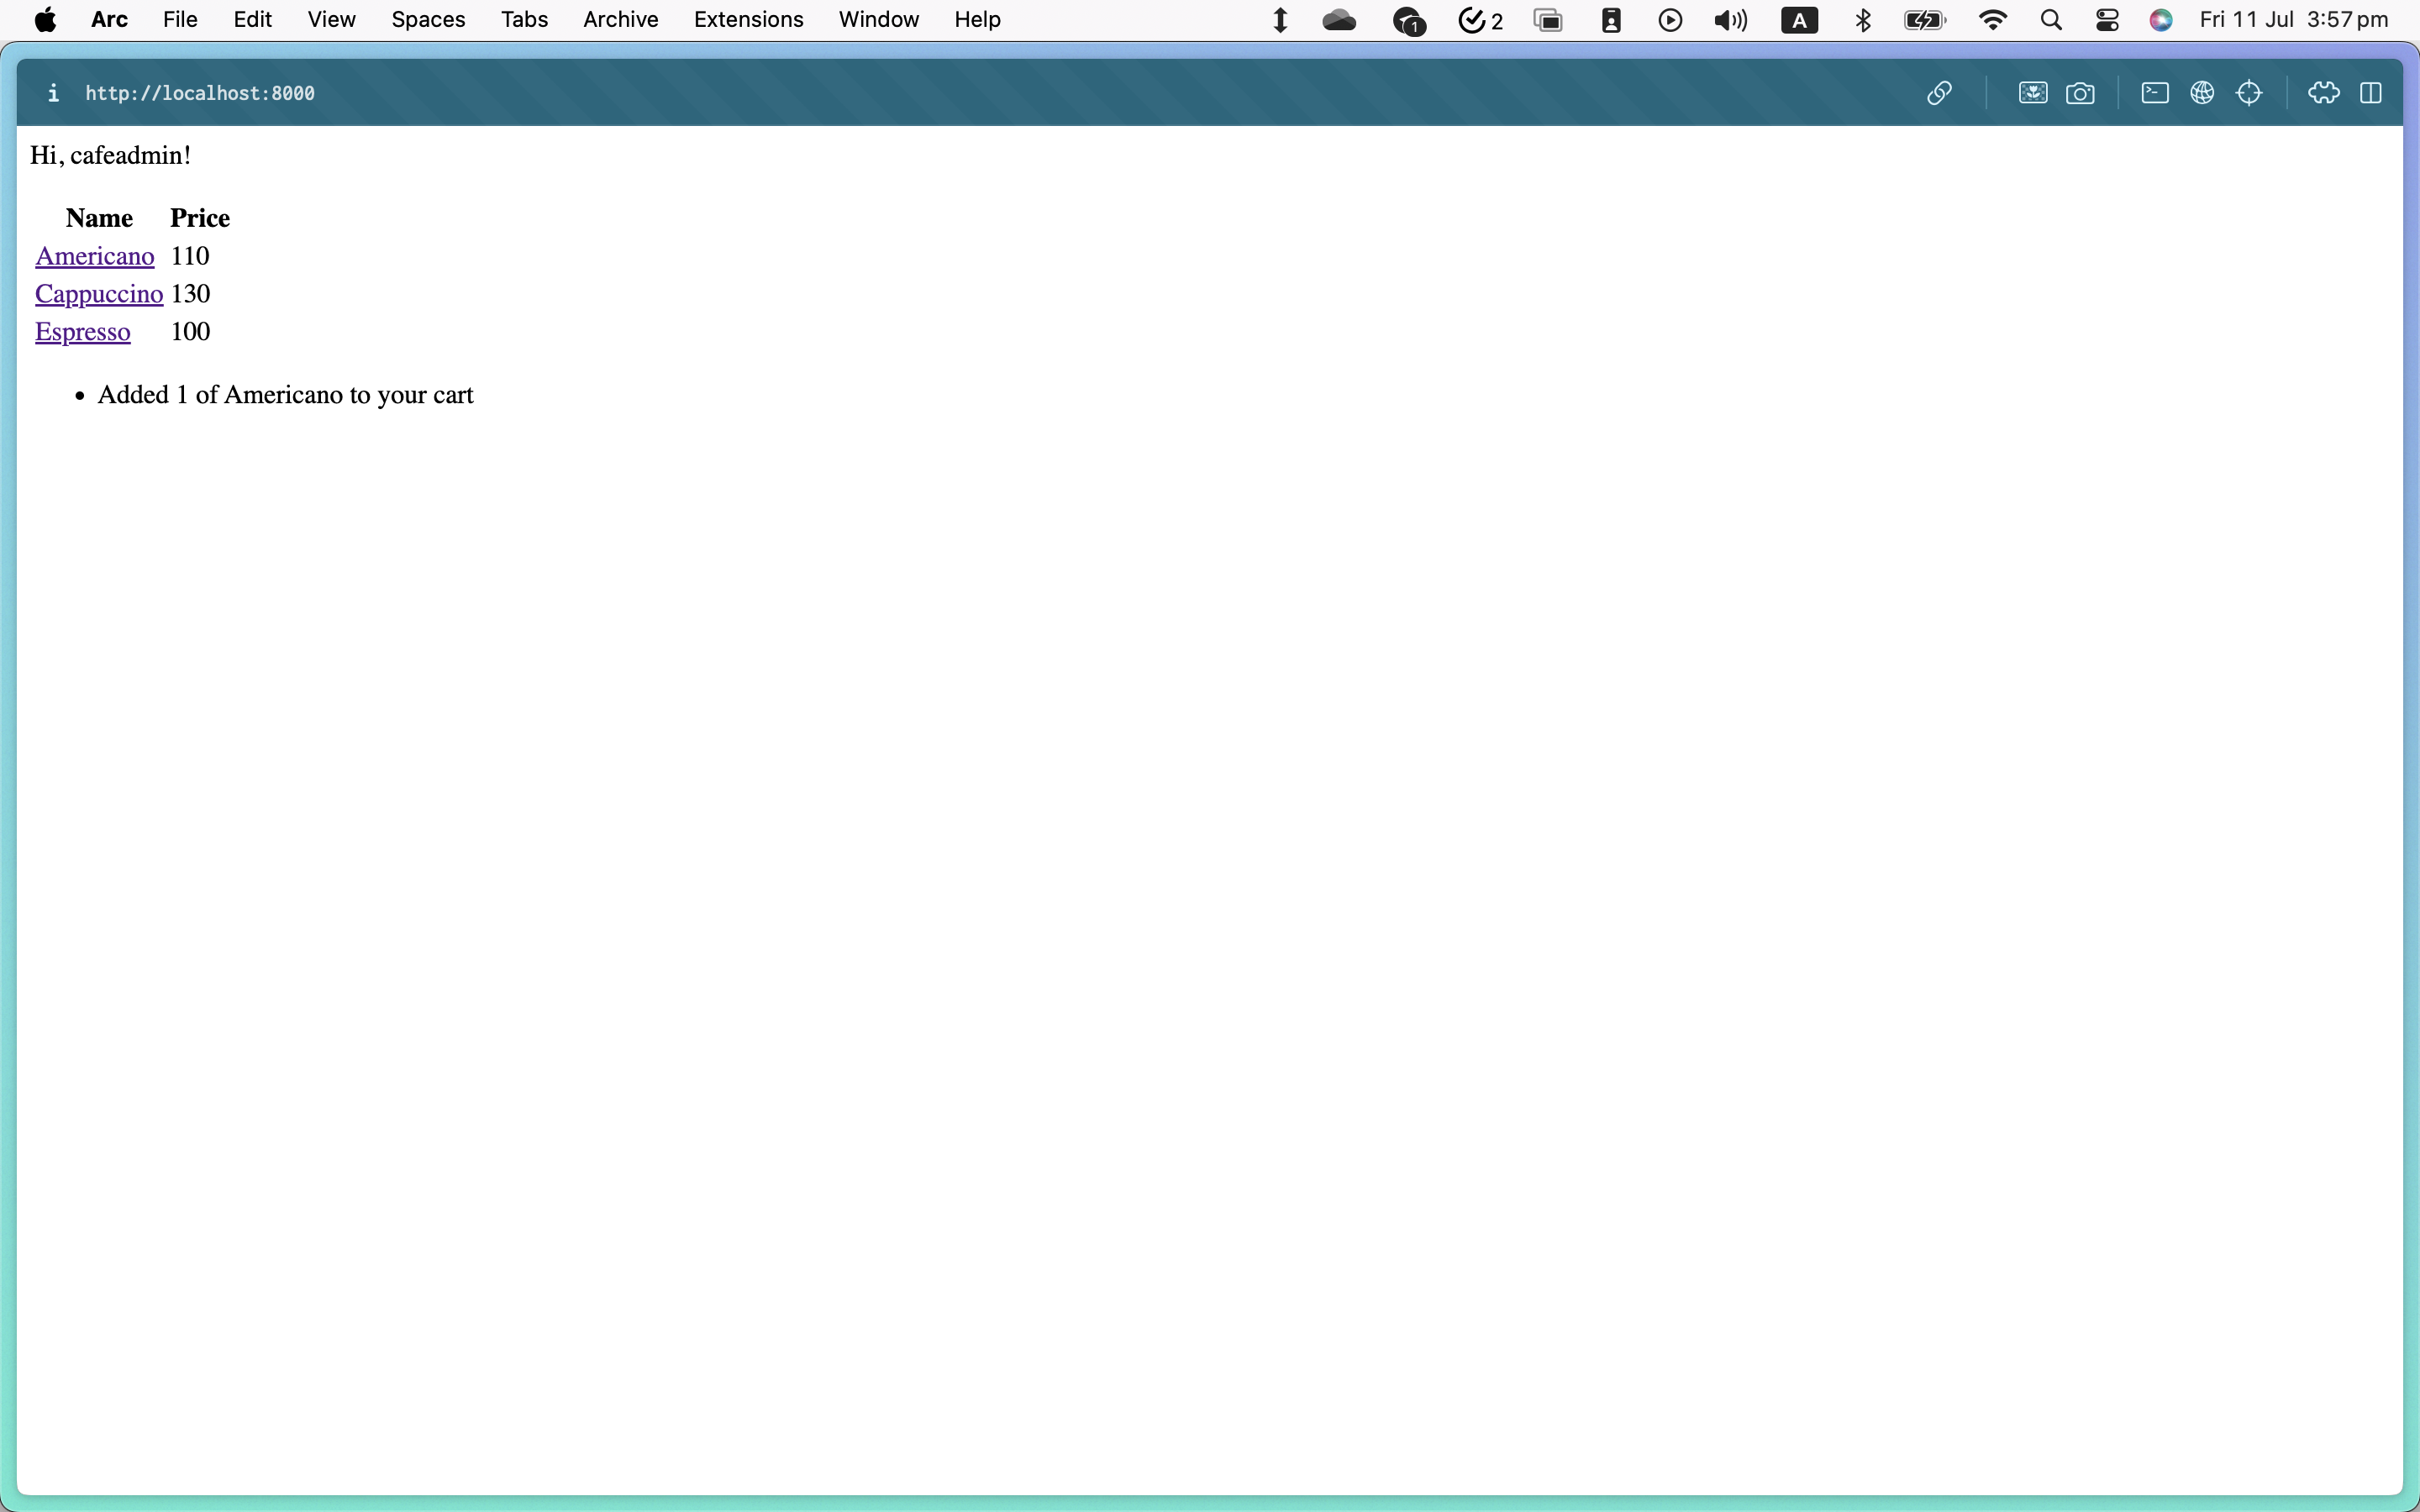 Arc File Edit View Spaces Tabs Archive Extensions Window Help 1 2 A Fri 11 Jul 3:57 pm
i http://localhost:8000
Hi, cafeadmin!
Name Price
Americano 110
Cappuccino 130
Espresso 100
• Added 1 of Americano to your cart